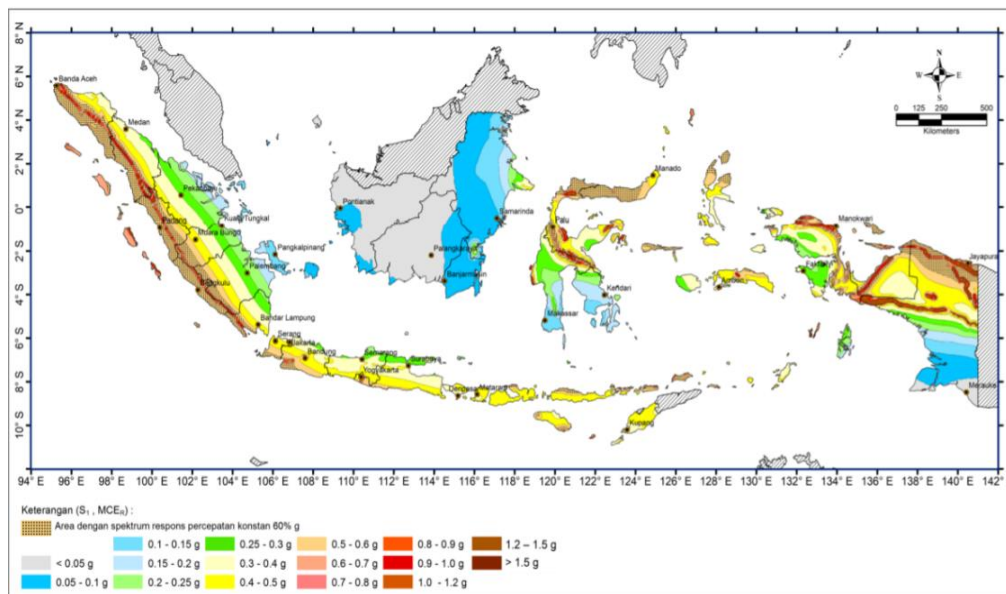 8° N
6° N
4° N
2° N
0°
2° S
4° S
6° S
8° S
10° S
N
W E
S
0 125 250 500
Kilometers
Banda Aceh
Medan
Pekanbaru
Padang
Kuala Tungkal
Muara Bungo
Pangkalpinang
Palembang
Bengkulu
Bandar Lampung
Serang
Jakarta
Bandung
Semarang
Surabaya
Yogyakarta
Denpasar
Mataram
Kupang
Pontianak
Palangkaraya
Banjarmasin
Samarinda
Manado
Palu
Kendari
Makassar
Ambon
Manokwari
Fakfak
Jayapura
Merauke
94° E 96° E 98° E 100° E 102° E 104° E 106° E 108° E 110° E 112° E 114° E 116° E 118° E 120° E 122° E 124° E 126° E 128° E 130° E 132° E 134° E 136° E 138° E 140° E 142° E
Keterangan (S₁ , MCEᴿ) :
Area dengan spektrum respons percepatan konstan 60% g
0.1 - 0.15 g 0.25 - 0.3 g 0.5 - 0.6 g 0.8 - 0.9 g 1.2 – 1.5 g
< 0.05 g 0.15 - 0.2 g 0.3 - 0.4 g 0.6 - 0.7 g 0.9 - 1.0 g > 1.5 g
0.05 - 0.1 g 0.2 - 0.25 g 0.4 - 0.5 g 0.7 - 0.8 g 1.0 - 1.2 g